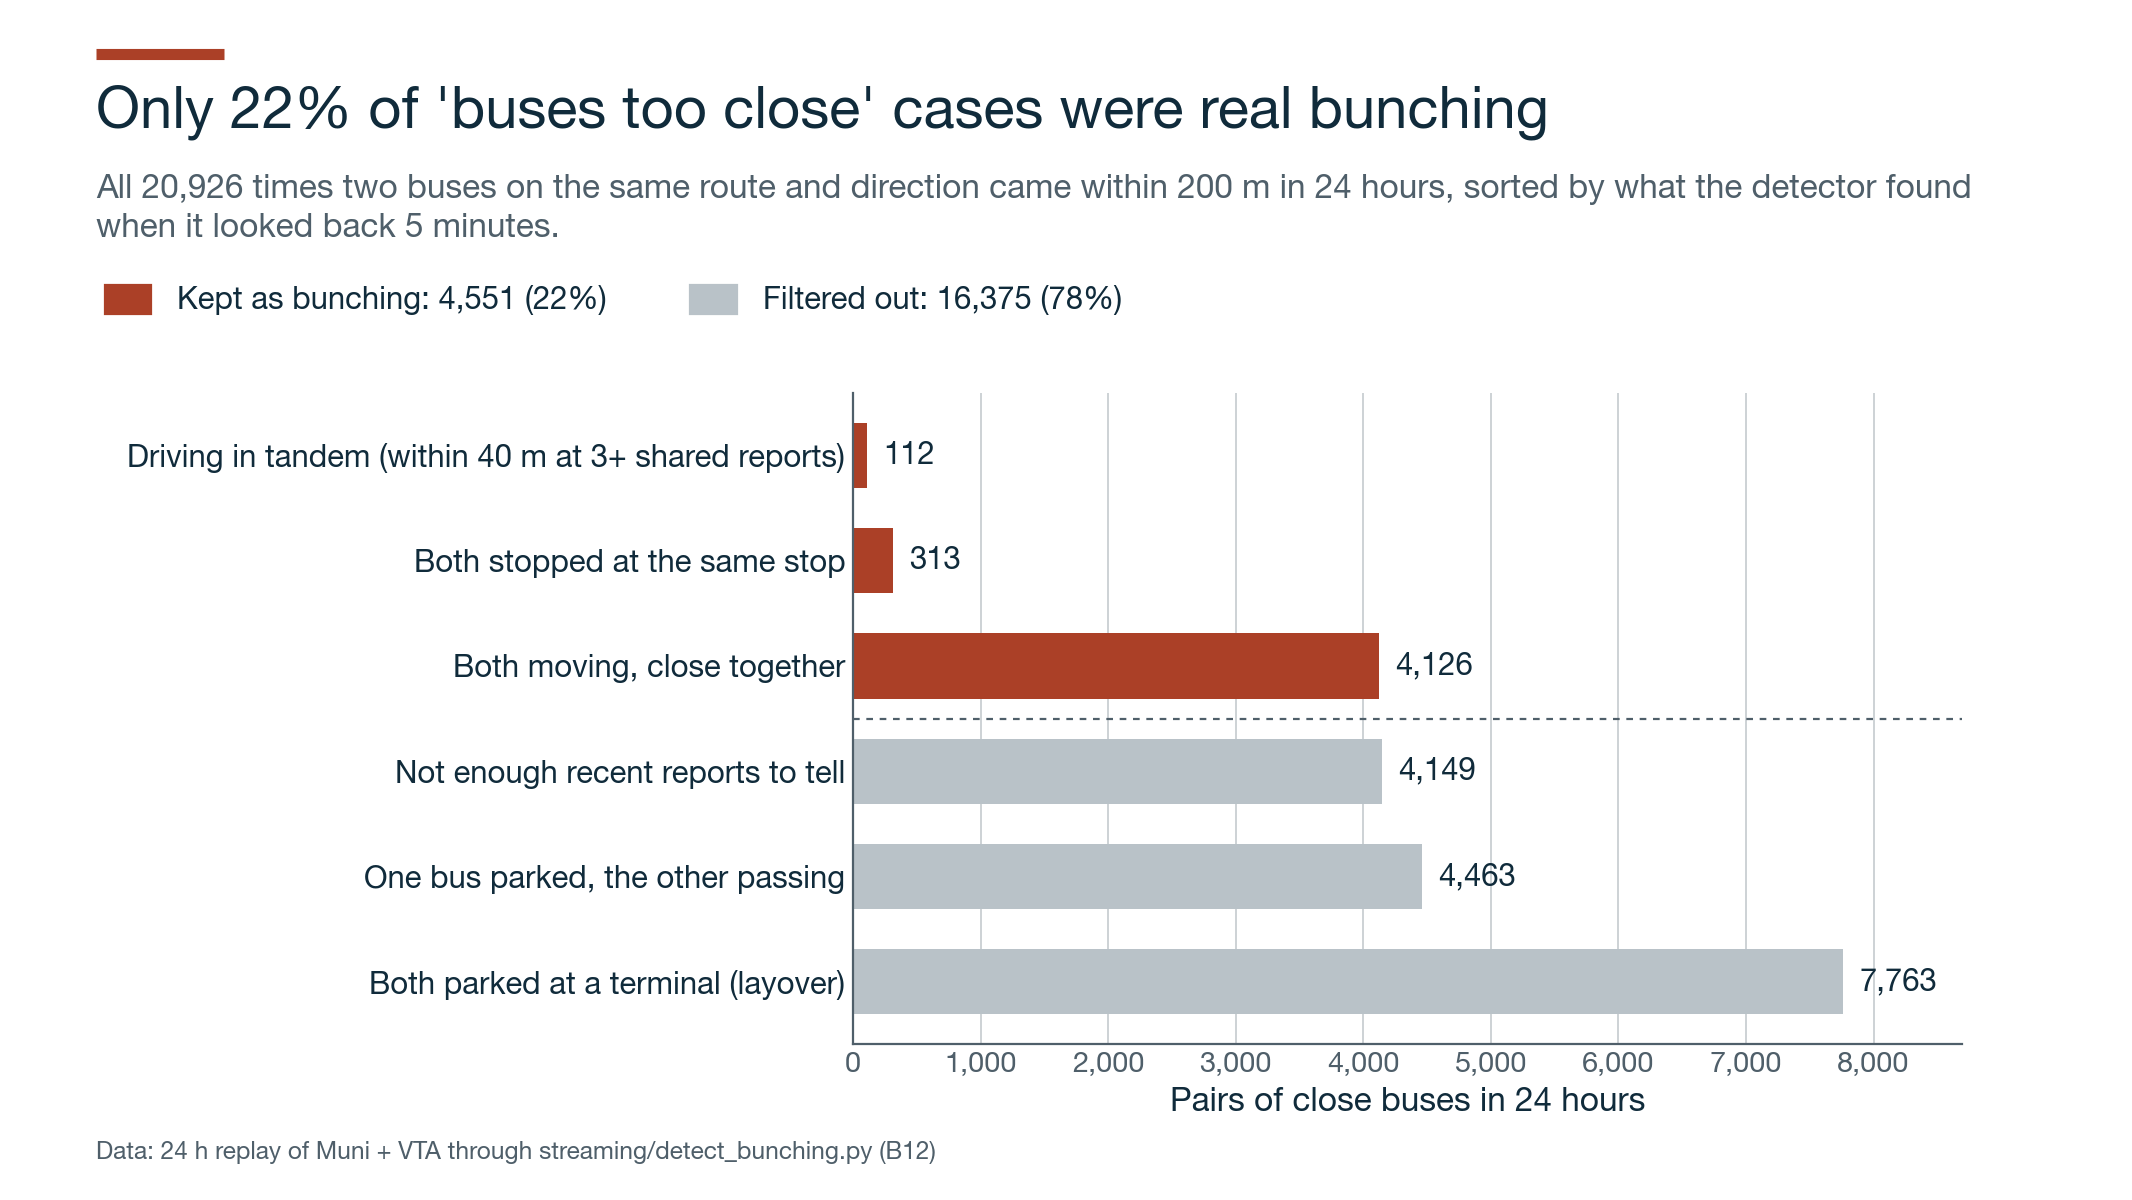 Only 22% of 'buses too close' cases were real bunching
All 20,926 times two buses on the same route and direction came within 200 m in 24 hours, sorted by what the detector found
when it looked back 5 minutes.
Kept as bunching: 4,551 (22%)
Filtered out: 16,375 (78%)
Driving in tandem (within 40 m at 3+ shared reports) 112
Both stopped at the same stop 313
Both moving, close together 4,126
Not enough recent reports to tell 4,149
One bus parked, the other passing 4,463
Both parked at a terminal (layover) 7,763
0 1,000 2,000 3,000 4,000 5,000 6,000 7,000 8,000
Pairs of close buses in 24 hours
Data: 24 h replay of Muni + VTA through streaming/detect_bunching.py (B12)